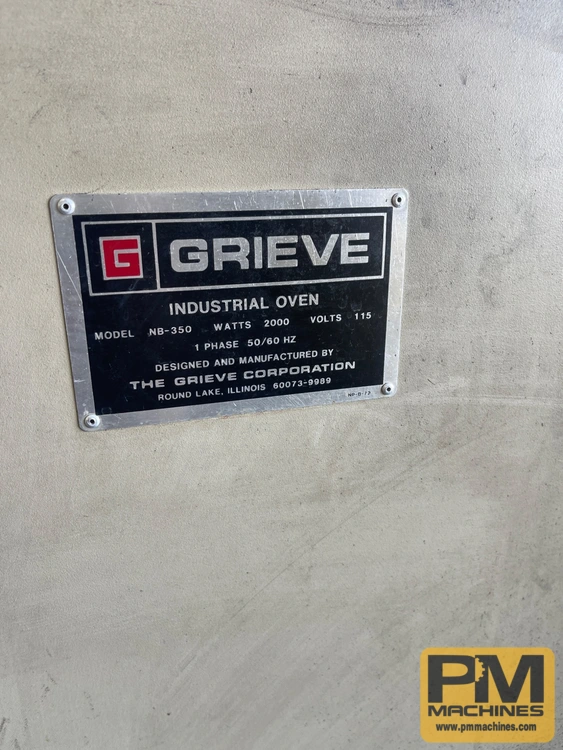 G GRIEVE
INDUSTRIAL OVEN
MODEL NB-350 WATTS 2000 VOLTS 115
1 PHASE 50/60 HZ
DESIGNED AND MANUFACTURED BY
THE GRIEVE CORPORATION
ROUND LAKE, ILLINOIS 60073-9989
PM
MACHINES
www.pmmachines.com